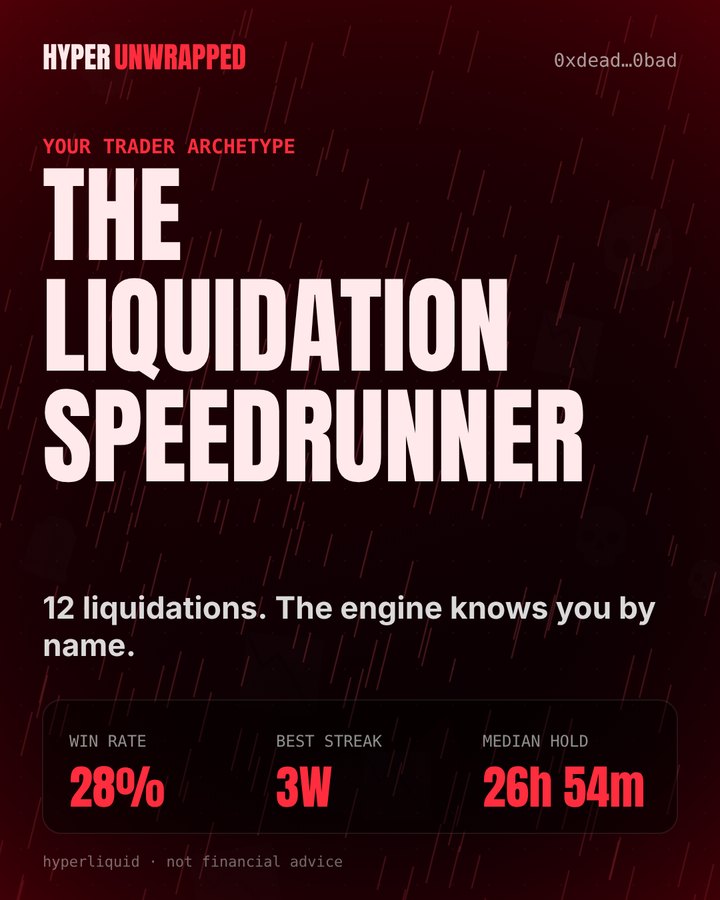 HYPER UNWRAPPED
0xdead…0bad
YOUR TRADER ARCHETYPE
THE
LIQUIDATION
SPEEDRUNNER
12 liquidations. The engine knows you by
name.
WIN RATE
BEST STREAK
MEDIAN HOLD
28%
3W
26h 54m
hyperliquid · not financial advice